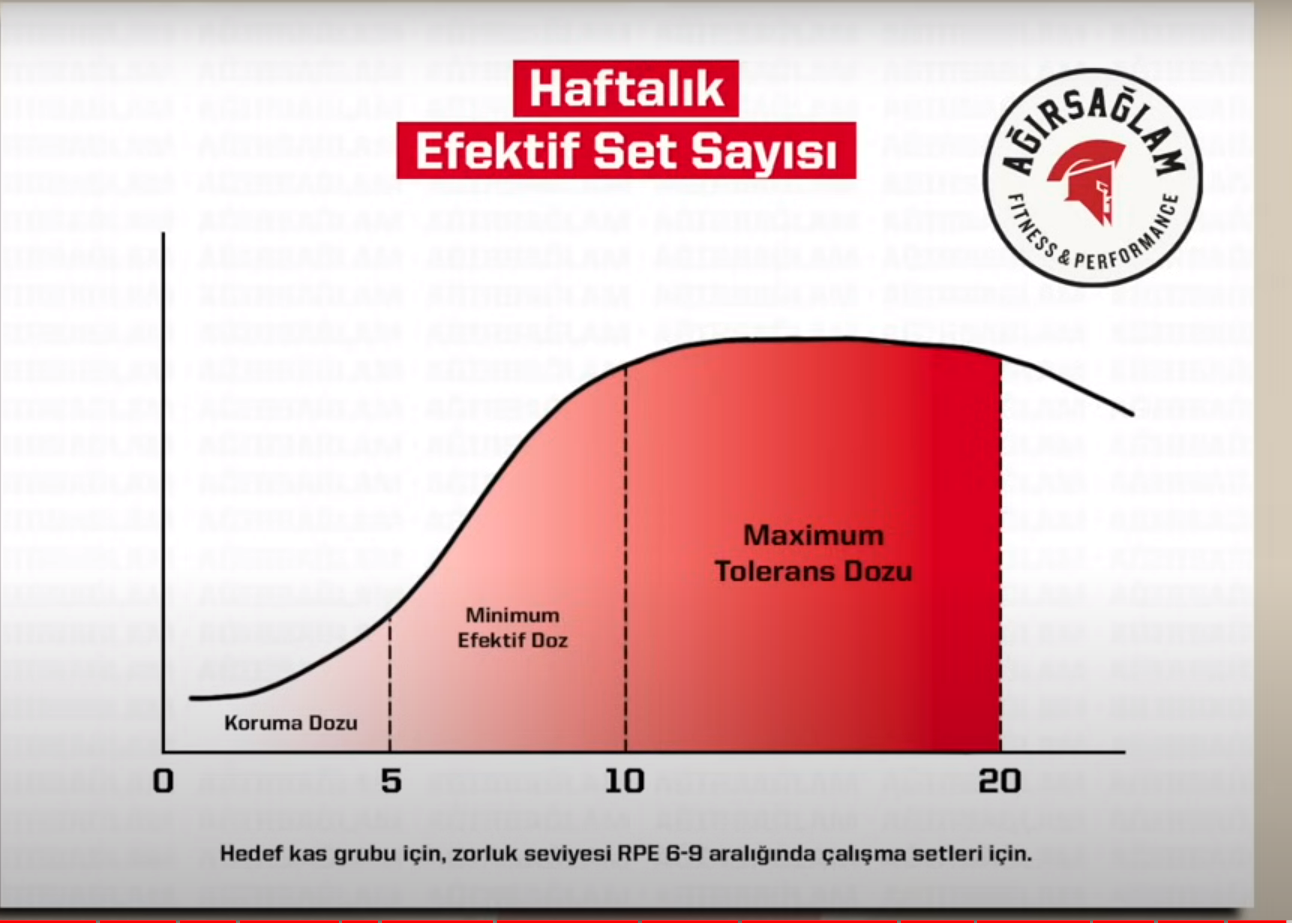 Haftalık
Efektif Set Sayısı
AĞIRSAĞLAM
FITNESS & PERFORMANCE
Maximum
Tolerans Dozu
Minimum
Efektif Doz
Koruma Dozu
0 5 10 20
Hedef kas grubu için, zorluk seviyesi RPE 6-9 aralığında çalışma setleri için.